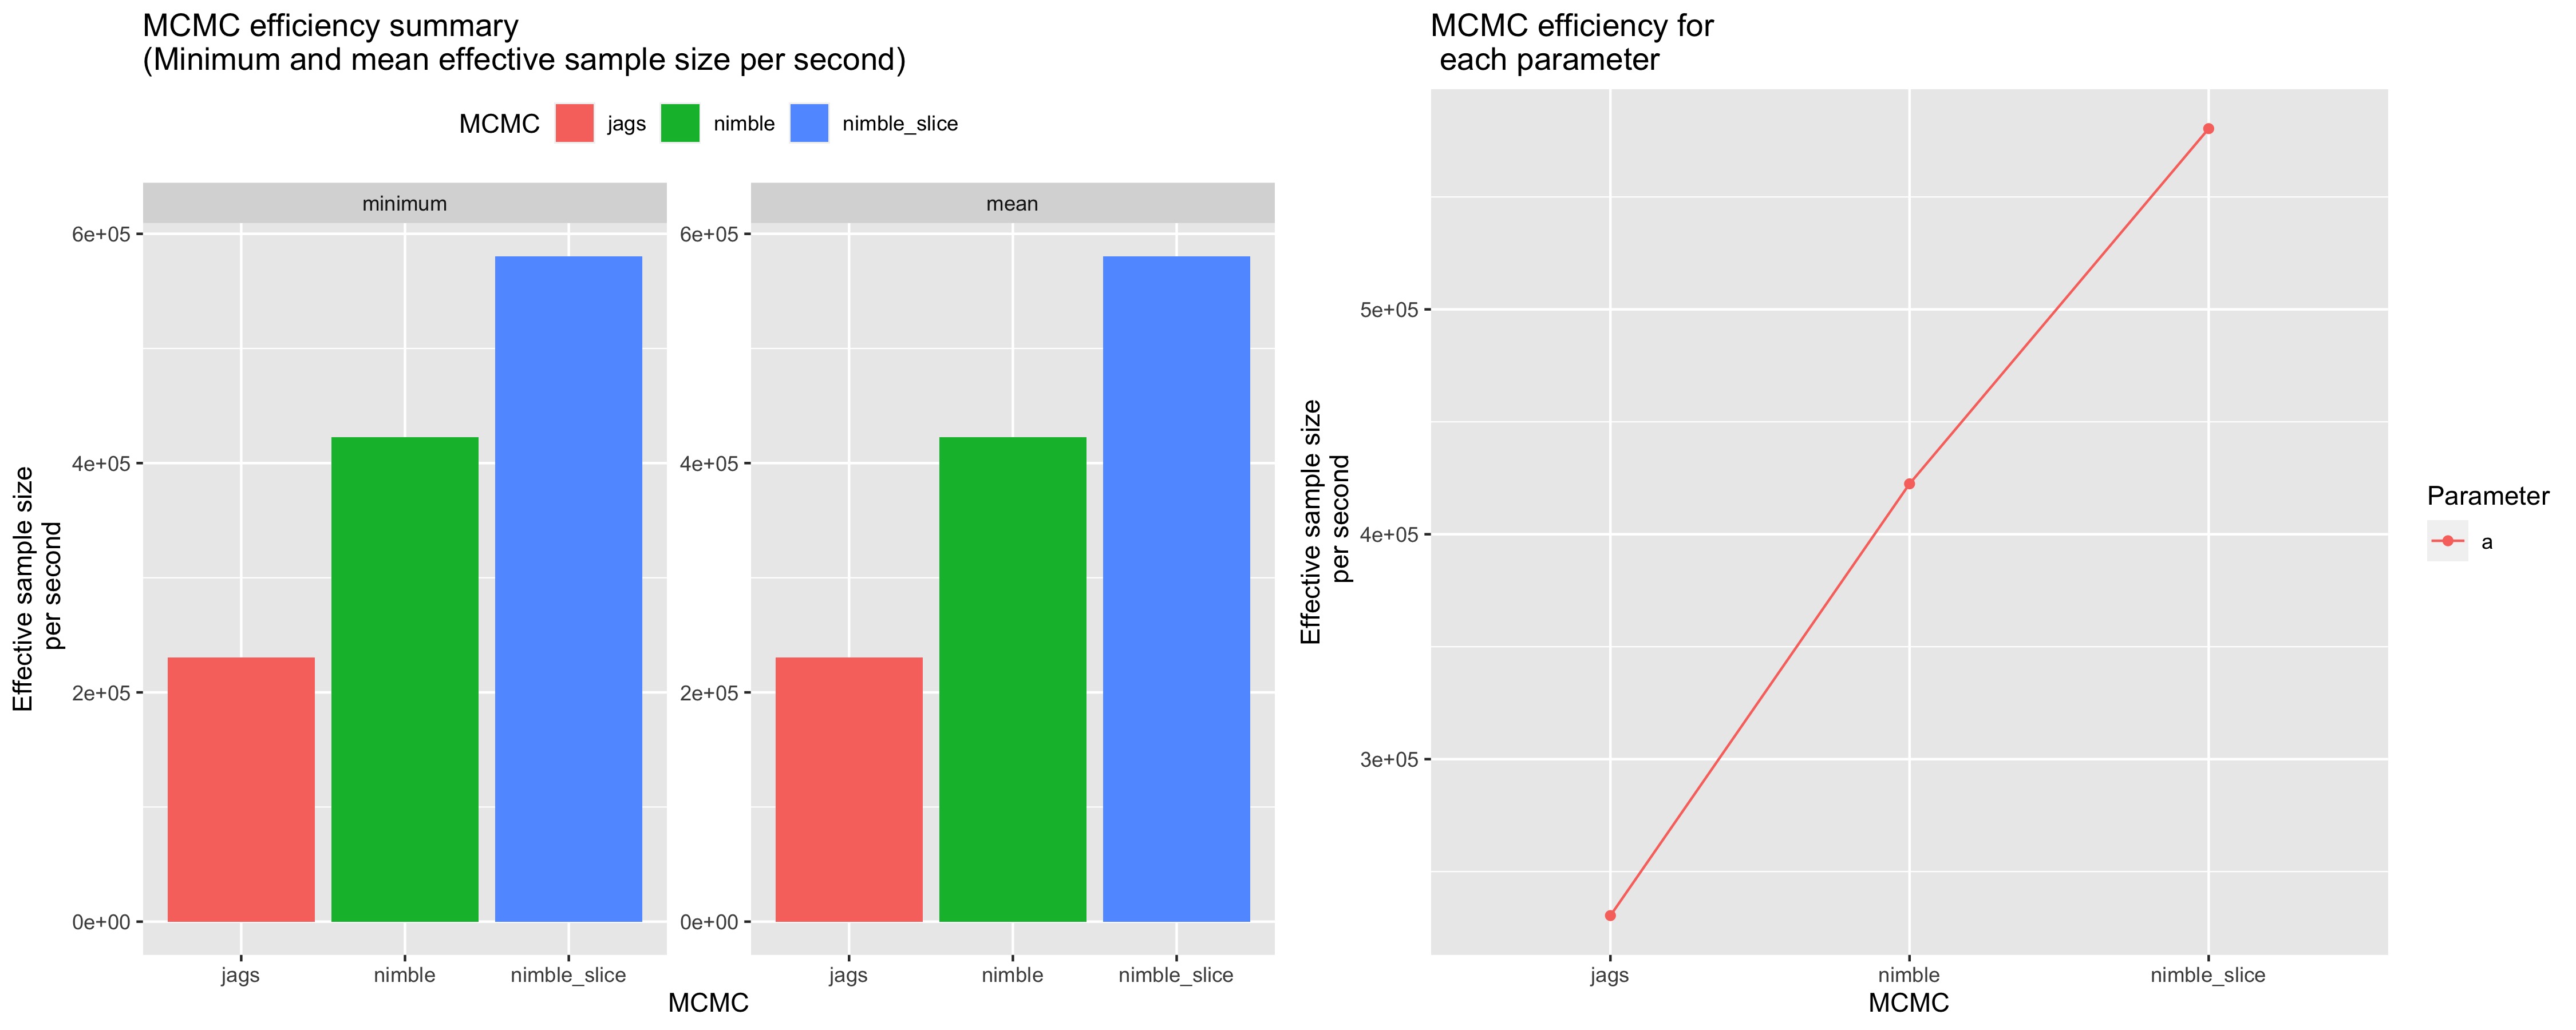 MCMC efficiency summary
(Minimum and mean effective sample size per second)
MCMC jags nimble nimble_slice
minimum
mean
Effective sample size
per second
6e+05
4e+05
2e+05
0e+00
6e+05
4e+05
2e+05
0e+00
jags nimble nimble_slice
jags nimble nimble_slice
MCMC
MCMC efficiency for
each parameter
Effective sample size
per second
5e+05
4e+05
3e+05
jags nimble nimble_slice
MCMC
Parameter
a